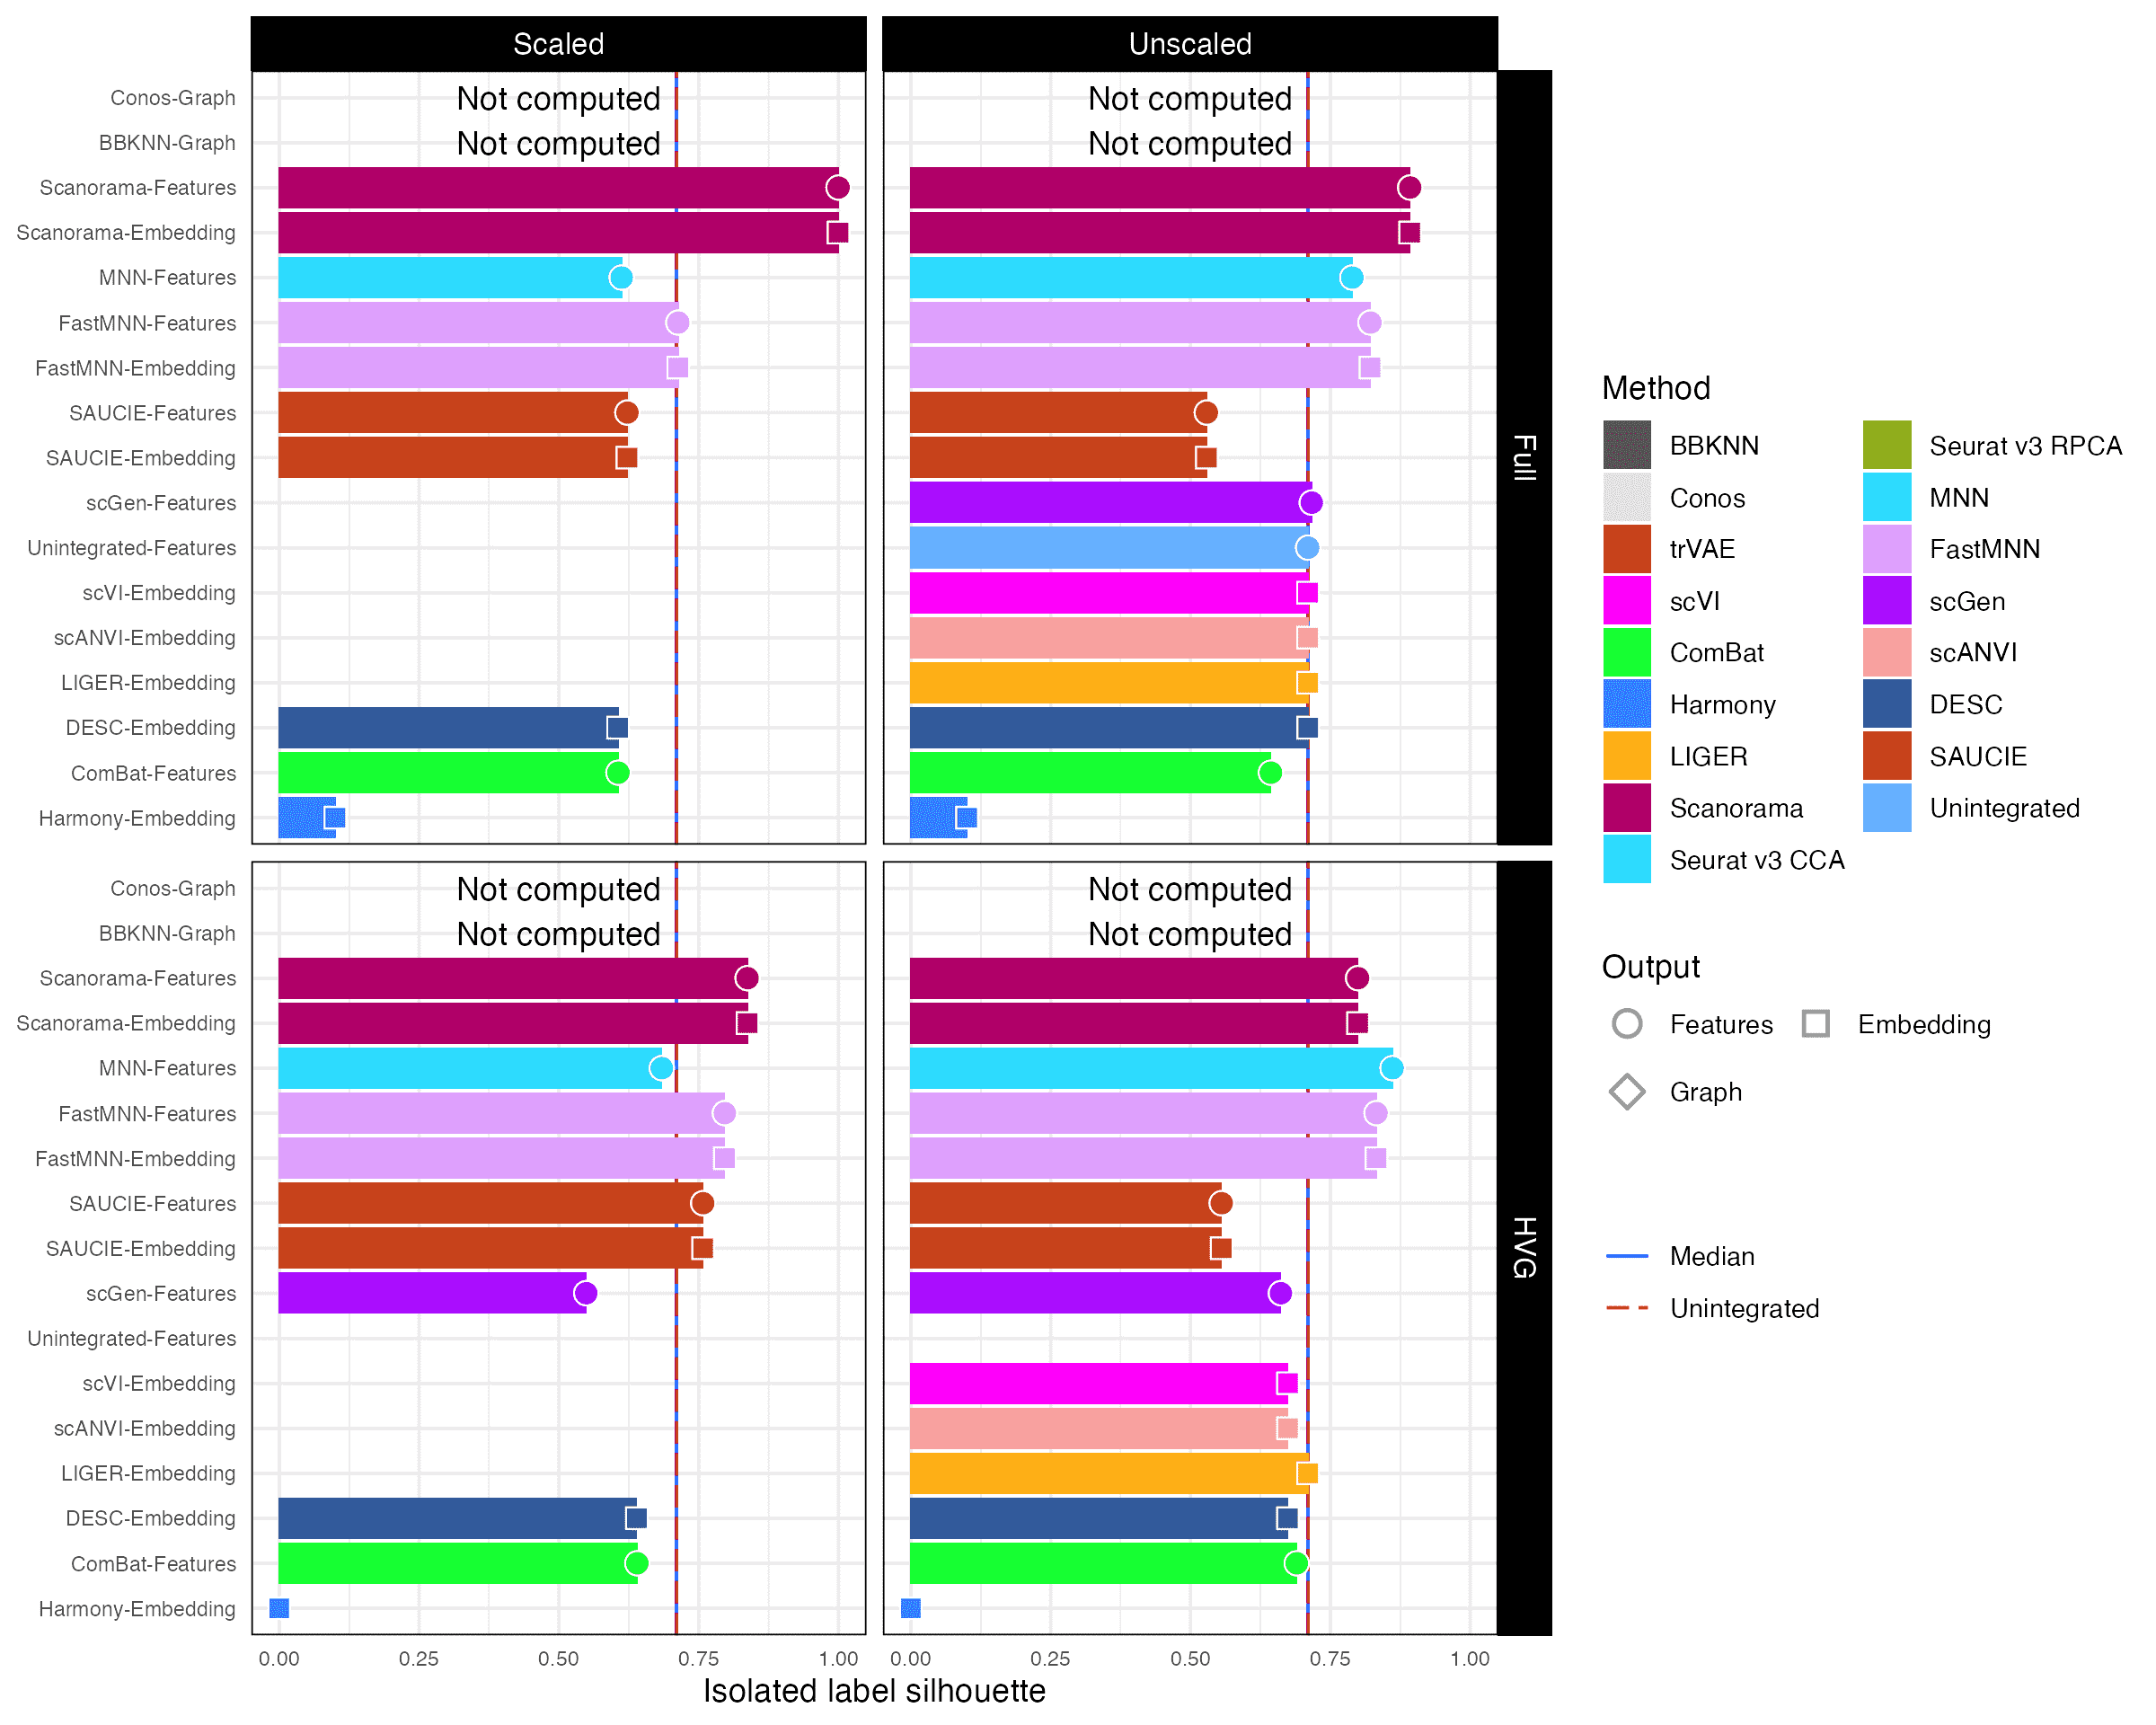 Scaled
Unscaled
Conos-Graph
Not computed
Not computed
BBKNN-Graph
Not computed
Not computed
Scanorama-Features
Scanorama-Embedding
MNN-Features
FastMNN-Features
FastMNN-Embedding
SAUCIE-Features
SAUCIE-Embedding
scGen-Features
Unintegrated-Features
scVI-Embedding
scANVI-Embedding
LIGER-Embedding
DESC-Embedding
ComBat-Features
Harmony-Embedding
Full
Conos-Graph
Not computed
Not computed
BBKNN-Graph
Not computed
Not computed
Scanorama-Features
Scanorama-Embedding
MNN-Features
FastMNN-Features
FastMNN-Embedding
SAUCIE-Features
SAUCIE-Embedding
scGen-Features
Unintegrated-Features
scVI-Embedding
scANVI-Embedding
LIGER-Embedding
DESC-Embedding
ComBat-Features
Harmony-Embedding
HVG
0.00 0.25 0.50 0.75 1.00
0.00 0.25 0.50 0.75 1.00
Isolated label silhouette
Method
BBKNN
Conos
trVAE
scVI
ComBat
Harmony
LIGER
Scanorama
Seurat v3 CCA
Seurat v3 RPCA
MNN
FastMNN
scGen
scANVI
DESC
SAUCIE
Unintegrated
Output
Features
Embedding
Graph
Median
Unintegrated